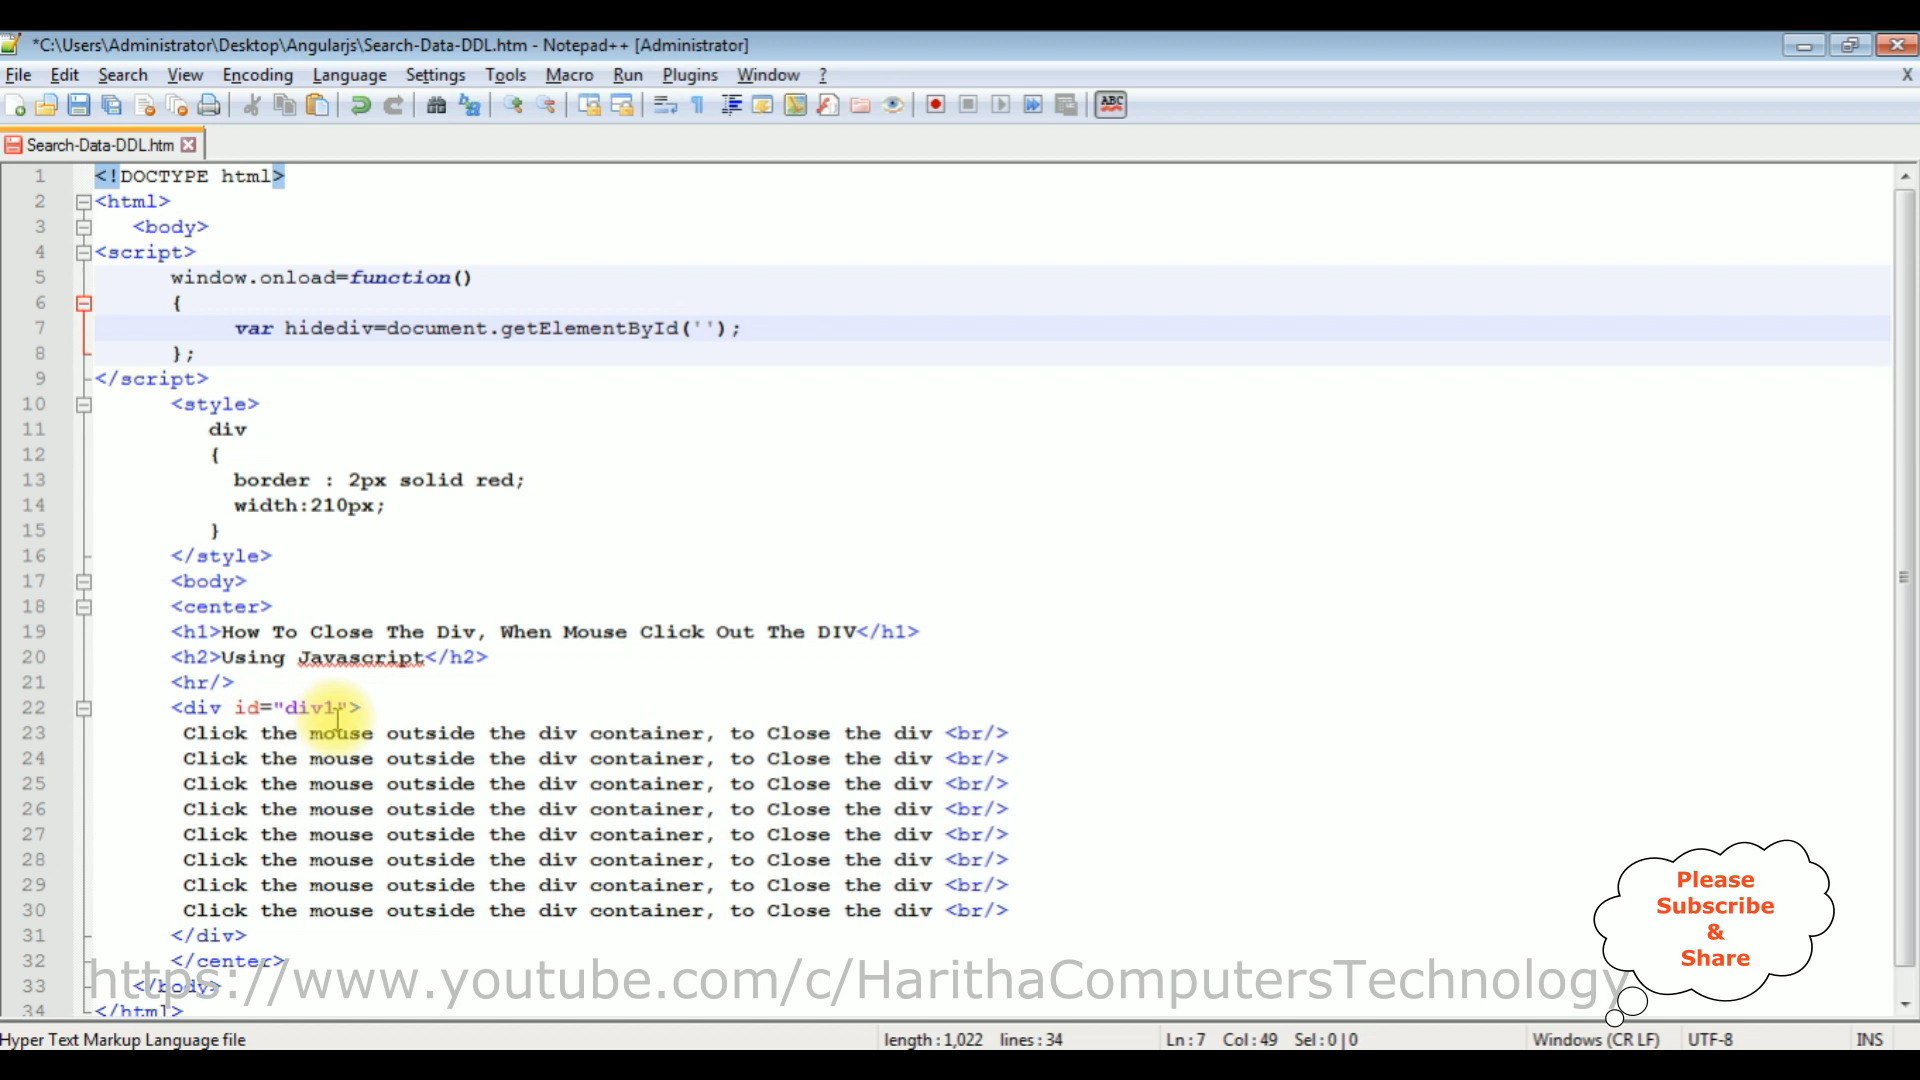 *C:\Users\Administrator\Desktop\Angularjs\Search-Data-DDL.htm - Notepad++ [Administrator]
File Edit Search View Encoding Language Settings Tools Macro Run Plugins Window ? X
ABC
Search-Data-DDL.htm
1 <!DOCTYPE html>
2 <html>
3 <body>
4 <script>
5 window.onload=function()
6 {
7 var hidediv=document.getElementById('');
8 };
9 </script>
10 <style>
11 div
12 {
13 border : 2px solid red;
14 width:210px;
15 }
16 </style>
17 <body>
18 <center>
19 <h1>How To Close The Div, When Mouse Click Out The DIV</h1>
20 <h2>Using Javascript</h2>
21 <hr/>
22 <div id="div1">
23 Click the mouse outside the div container, to Close the div <br/>
24 Click the mouse outside the div container, to Close the div <br/>
25 Click the mouse outside the div container, to Close the div <br/>
26 Click the mouse outside the div container, to Close the div <br/>
27 Click the mouse outside the div container, to Close the div <br/>
28 Click the mouse outside the div container, to Close the div <br/>
29 Click the mouse outside the div container, to Close the div <br/>
30 Click the mouse outside the div container, to Close the div <br/>
31 </div>
32 </center>
33 </body>
34 </html>
https://www.youtube.com/c/HarithaComputersTechnology
Please
Subscribe
&
Share
Hyper Text Markup Language file length : 1,022 lines : 34 Ln : 7 Col : 49 Sel : 0 | 0 Windows (CR LF) UTF-8 INS